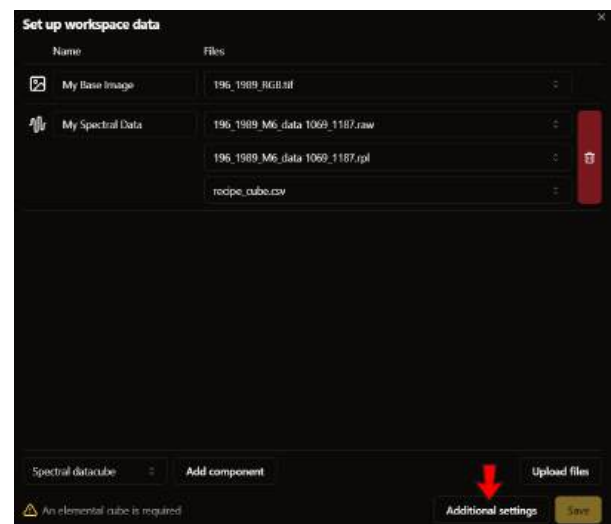 Set up workspace data
Name Files
My Base Image 196_1989_RGB.tif
My Spectral Data 196_1989_M6_data 1069_1187.raw
196_1989_M6_data 1069_1187.rpl
recipe_cube.csv
Spectral datacube Add component Upload files
An elemental cube is required Additional settings Save